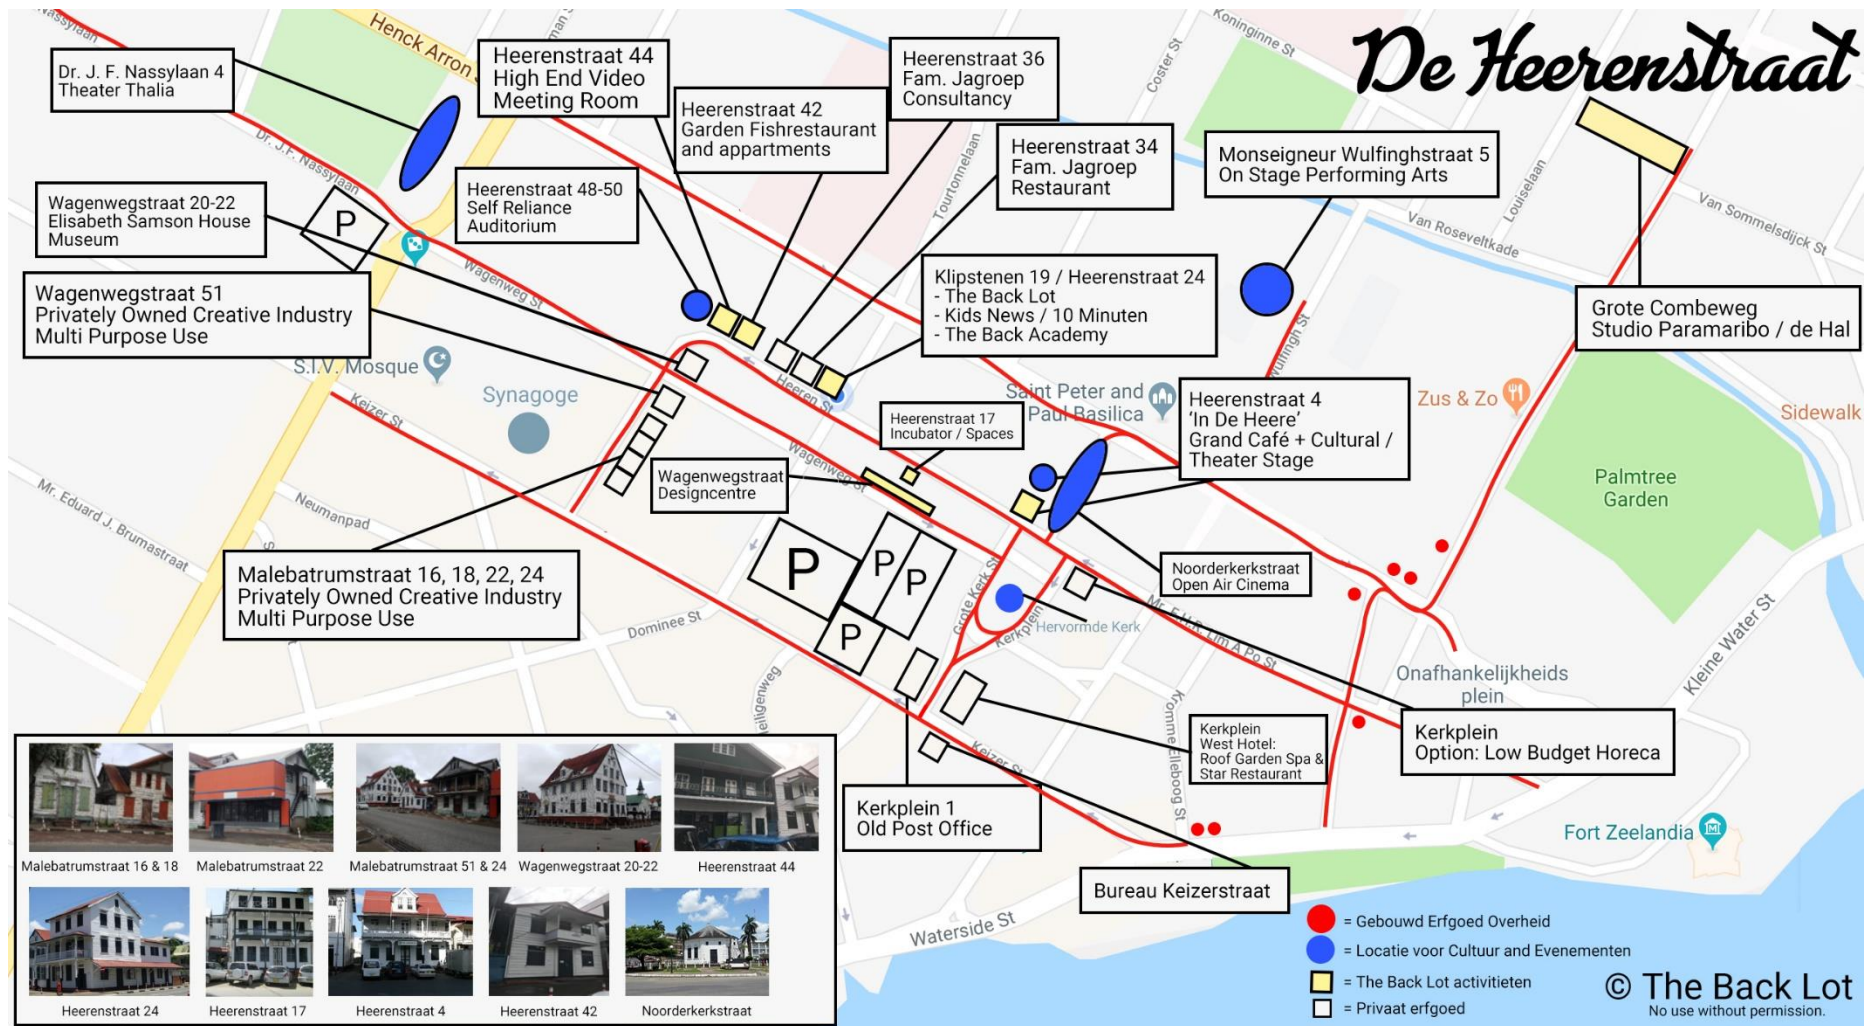 De Heerenstraat
Nassylaan
Henck Arron
man S
Koninginne St
Coster St
Dr. J. F. Nassylaan 4
Theater Thalia
Heerenstraat 44
High End Video
Meeting Room
Heerenstraat 42
Garden Fishrestaurant
and appartments
Heerenstraat 36
Fam. Jagroep
Consultancy
Heerenstraat 34
Fam. Jagroep
Restaurant
Monseigneur Wulfinghstraat 5
On Stage Performing Arts
Dr. J.F. Nassylaan
Tourtonnelaan
Louiselaan
Van Roseveltkade
Van Sommelsdijck St
Wagenwegstraat 20-22
Elisabeth Samson House
Museum
P
Heerenstraat 48-50
Self Reliance
Auditorium
Wagenweg St
Wagenwegstraat 51
Privately Owned Creative Industry
Multi Purpose Use
Klipstenen 19 / Heerenstraat 24
- The Back Lot
- Kids News / 10 Minuten
- The Back Academy
Grote Combeweg
Studio Paramaribo / de Hal
Wulfingh St
S.I.V. Mosque
Synagoge
Keizer St
Heeren St
Saint Peter and
Paul Basilica
Heerenstraat 4
'In De Heere'
Grand Café + Cultural /
Theater Stage
Zus & Zo
Sidewalk
Heerenstraat 17
Incubator / Spaces
Wagenwegstraat
Designcentre
Wagenweg St
Palmtree
Garden
Mr. Eduard J. Brumastraat
Neumanpad
Malebatrumstraat 16, 18, 22, 24
Privately Owned Creative Industry
Multi Purpose Use
P
P
P
P
Grote Kerk St
Kerkplein
Hervormde Kerk
Noorderkerkstraat
Open Air Cinema
Mr. F.H.R. Lim A Po St
Dominee St
Heiligenweg
Kromme Elleboog St
Onafhankelijkheids
plein
Kleine Water St
Kerkplein
West Hotel:
Roof Garden Spa &
Star Restaurant
Kerkplein
Option: Low Budget Horeca
Keizer St
Kerkplein 1
Old Post Office
Bureau Keizerstraat
Fort Zeelandia
Waterside St
Malebatrumstraat 16 & 18
Malebatrumstraat 22
Malebatrumstraat 51 & 24
Wagenwegstraat 20-22
Heerenstraat 44
Heerenstraat 24
Heerenstraat 17
Heerenstraat 4
Heerenstraat 42
Noorderkerkstraat
= Gebouwd Erfgoed Overheid
= Locatie voor Cultuur and Evenementen
= The Back Lot activitieten
= Privaat erfgoed
© The Back Lot
No use without permission.